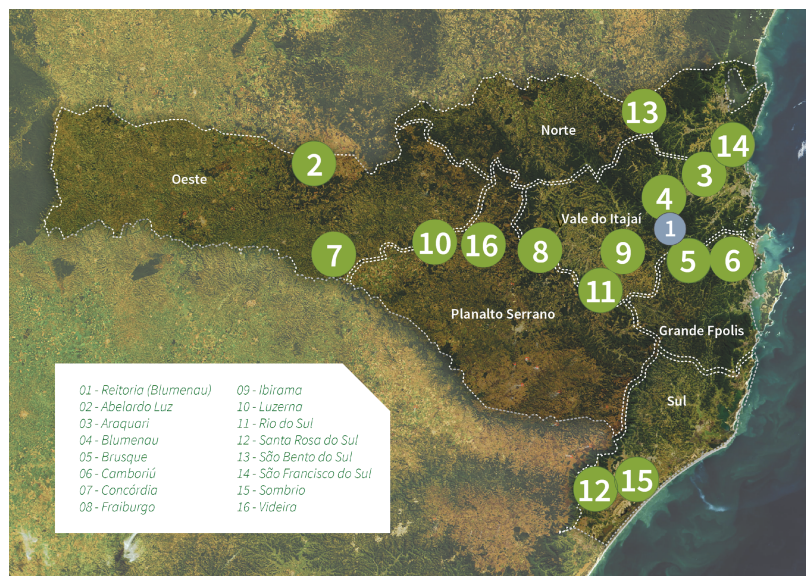 13
Norte
14
2
3
Oeste
4
Vale do Itajaí
1
10
16
8
9
7
5
6
11
Planalto Serrano
Grande Fpolis
Sul
01 - Reitoria (Blumenau)
02 - Abelardo Luz
03 - Araquari
04 - Blumenau
05 - Brusque
06 - Camboriú
07 - Concórdia
08 - Fraiburgo
09 - Ibirama
10 - Luzerna
11 - Rio do Sul
12 - Santa Rosa do Sul
13 - São Bento do Sul
14 - São Francisco do Sul
15 - Sombrio
16 - Videira
12
15